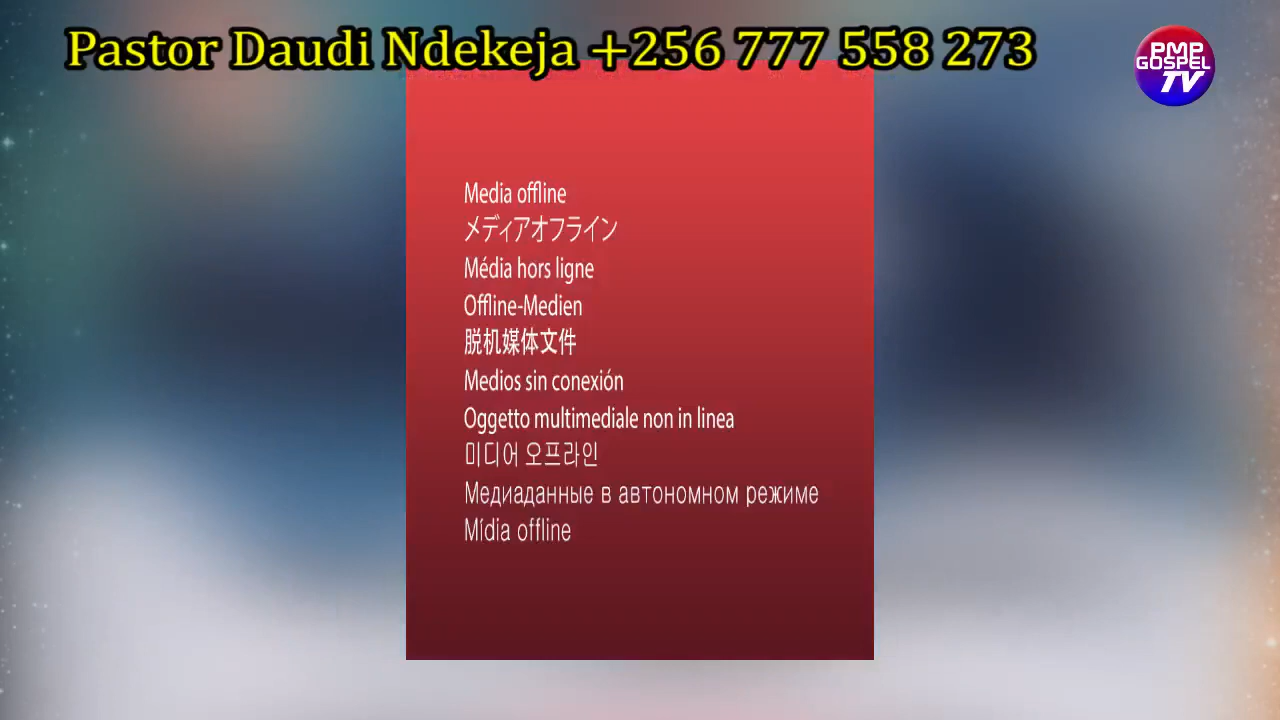 Pastor Daudi Ndekeja +256 777 558 273
PMP
GOSPEL
TV
Media offline
メディアオフライン
Média hors ligne
Offline-Medien
脱机媒体文件
Medios sin conexión
Oggetto multimediale non in linea
미디어 오프라인
Медиаданные в автономном режиме
Mídia offline